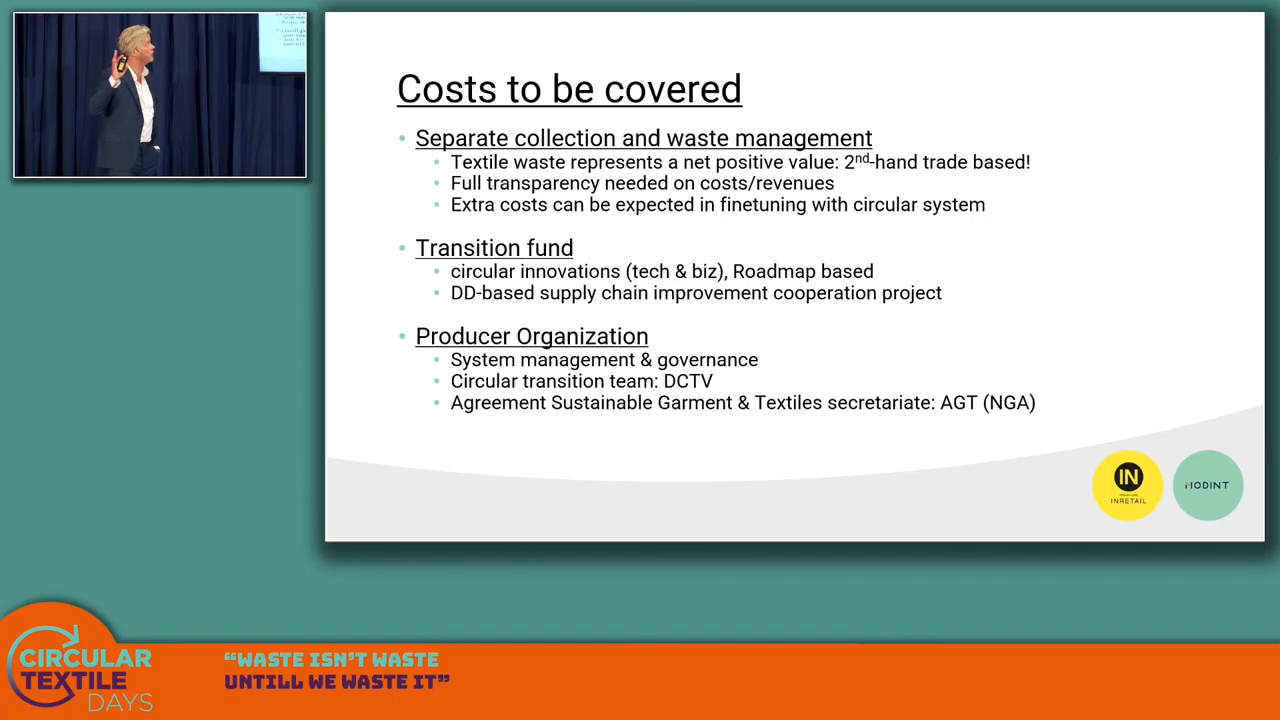 Costs to be covered
Separate collection and waste management
Textile waste represents a net positive value: 2nd-hand trade based!
Full transparency needed on costs/revenues
Extra costs can be expected in finetuning with circular system
Transition fund
circular innovations (tech & biz), Roadmap based
DD-based supply chain improvement cooperation project
Producer Organization
System management & governance
Circular transition team: DCTV
Agreement Sustainable Garment & Textiles secretariate: AGT (NGA)
IN
INRETAIL
MODINT
CIRCULAR
TEXTILE
DAYS
“WASTE ISN’T WASTE
UNTILL WE WASTE IT”